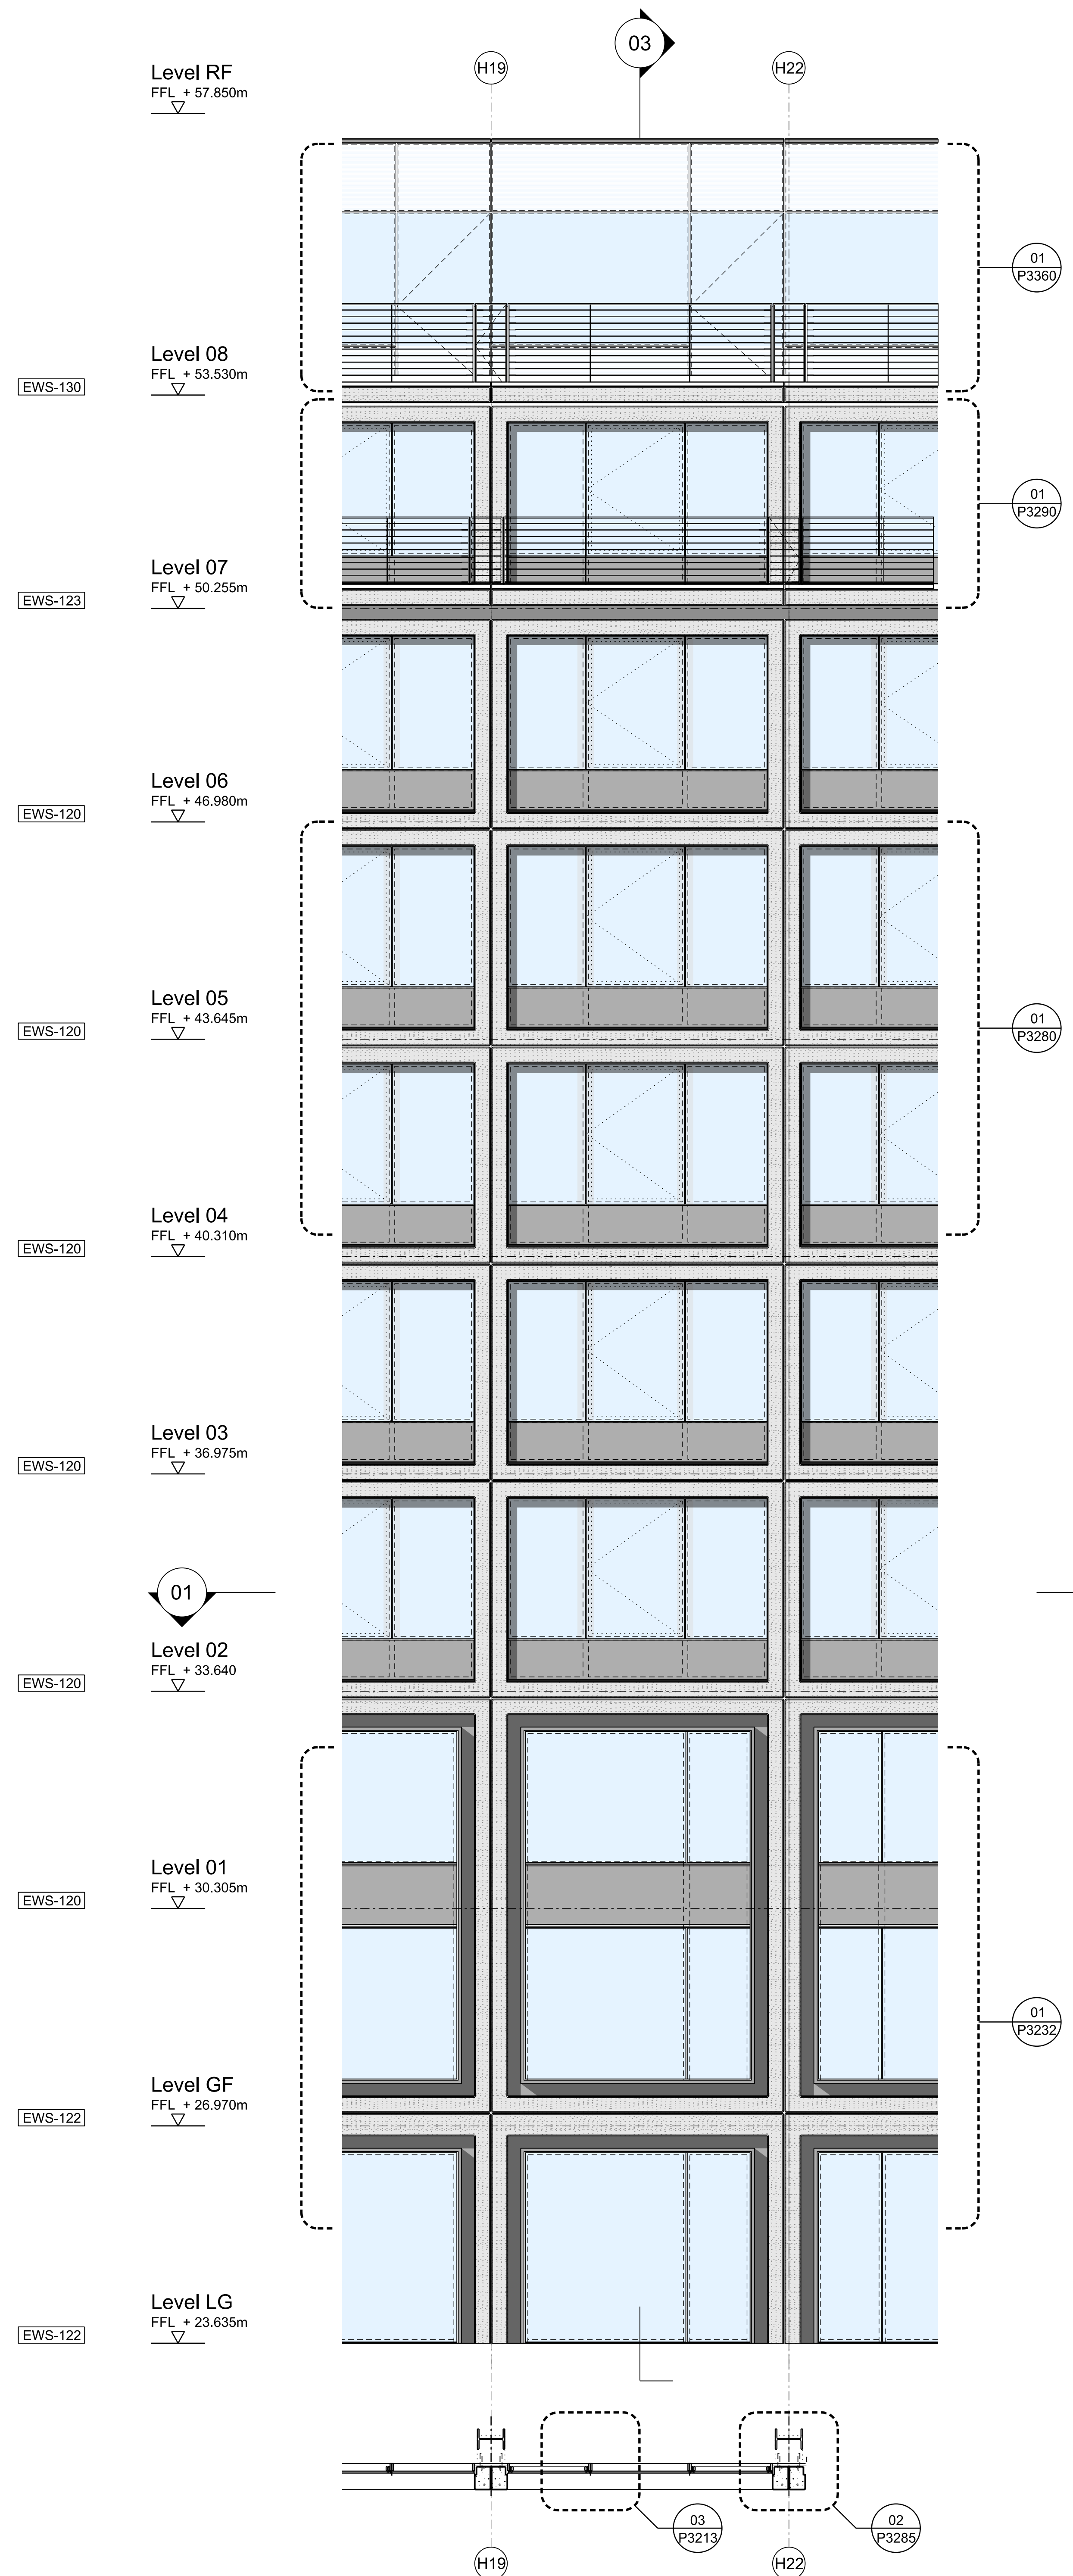 03
H19
H22
Level RF
FFL + 57.850m
01
P3360
Level 08
FFL + 53.530m
EWS-130
01
P3290
Level 07
FFL + 50.255m
EWS-123
Level 06
FFL + 46.980m
EWS-120
Level 05
FFL + 43.645m
EWS-120
01
P3280
Level 04
FFL + 40.310m
EWS-120
Level 03
FFL + 36.975m
EWS-120
01
Level 02
FFL + 33.640
EWS-120
Level 01
FFL + 30.305m
EWS-120
01
P3232
Level GF
FFL + 26.970m
EWS-122
Level LG
FFL + 23.635m
EWS-122
03
P3213
02
P3285
H19
H22